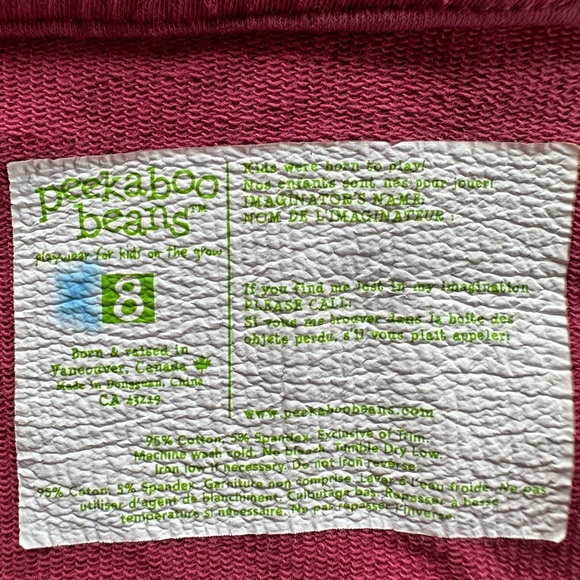 peekaboo
beans™
playwear for kids on the grow
8
Born & raised in
Vancouver, Canada
Made in Dongguan, China
CA 43219
Kids were born to play!
Nos enfants sont nés pour jouer!
IMAGINATOR'S NAME:
NOM DE L'IMAGINATEUR :
If you find me lost in my imagination
PLEASE CALL:
Si vous me trouver dans la boite des
objets perdu, s'il vous plait appeler:
www.peekaboobeans.com
95% Cotton, 5% Spandex, Exclusive of Trim.
Machine wash cold. No bleach. Tumble Dry Low.
Iron low if necessary. Do not iron reverse.
95% Coton, 5% Spandex, Garniture non comprise. Laver à l'eau froide. Ne pas
utiliser d'agent de blanchiment. Culbutage bas. Repasser à basse
température si nécessaire. Ne par repasser l'inverse.